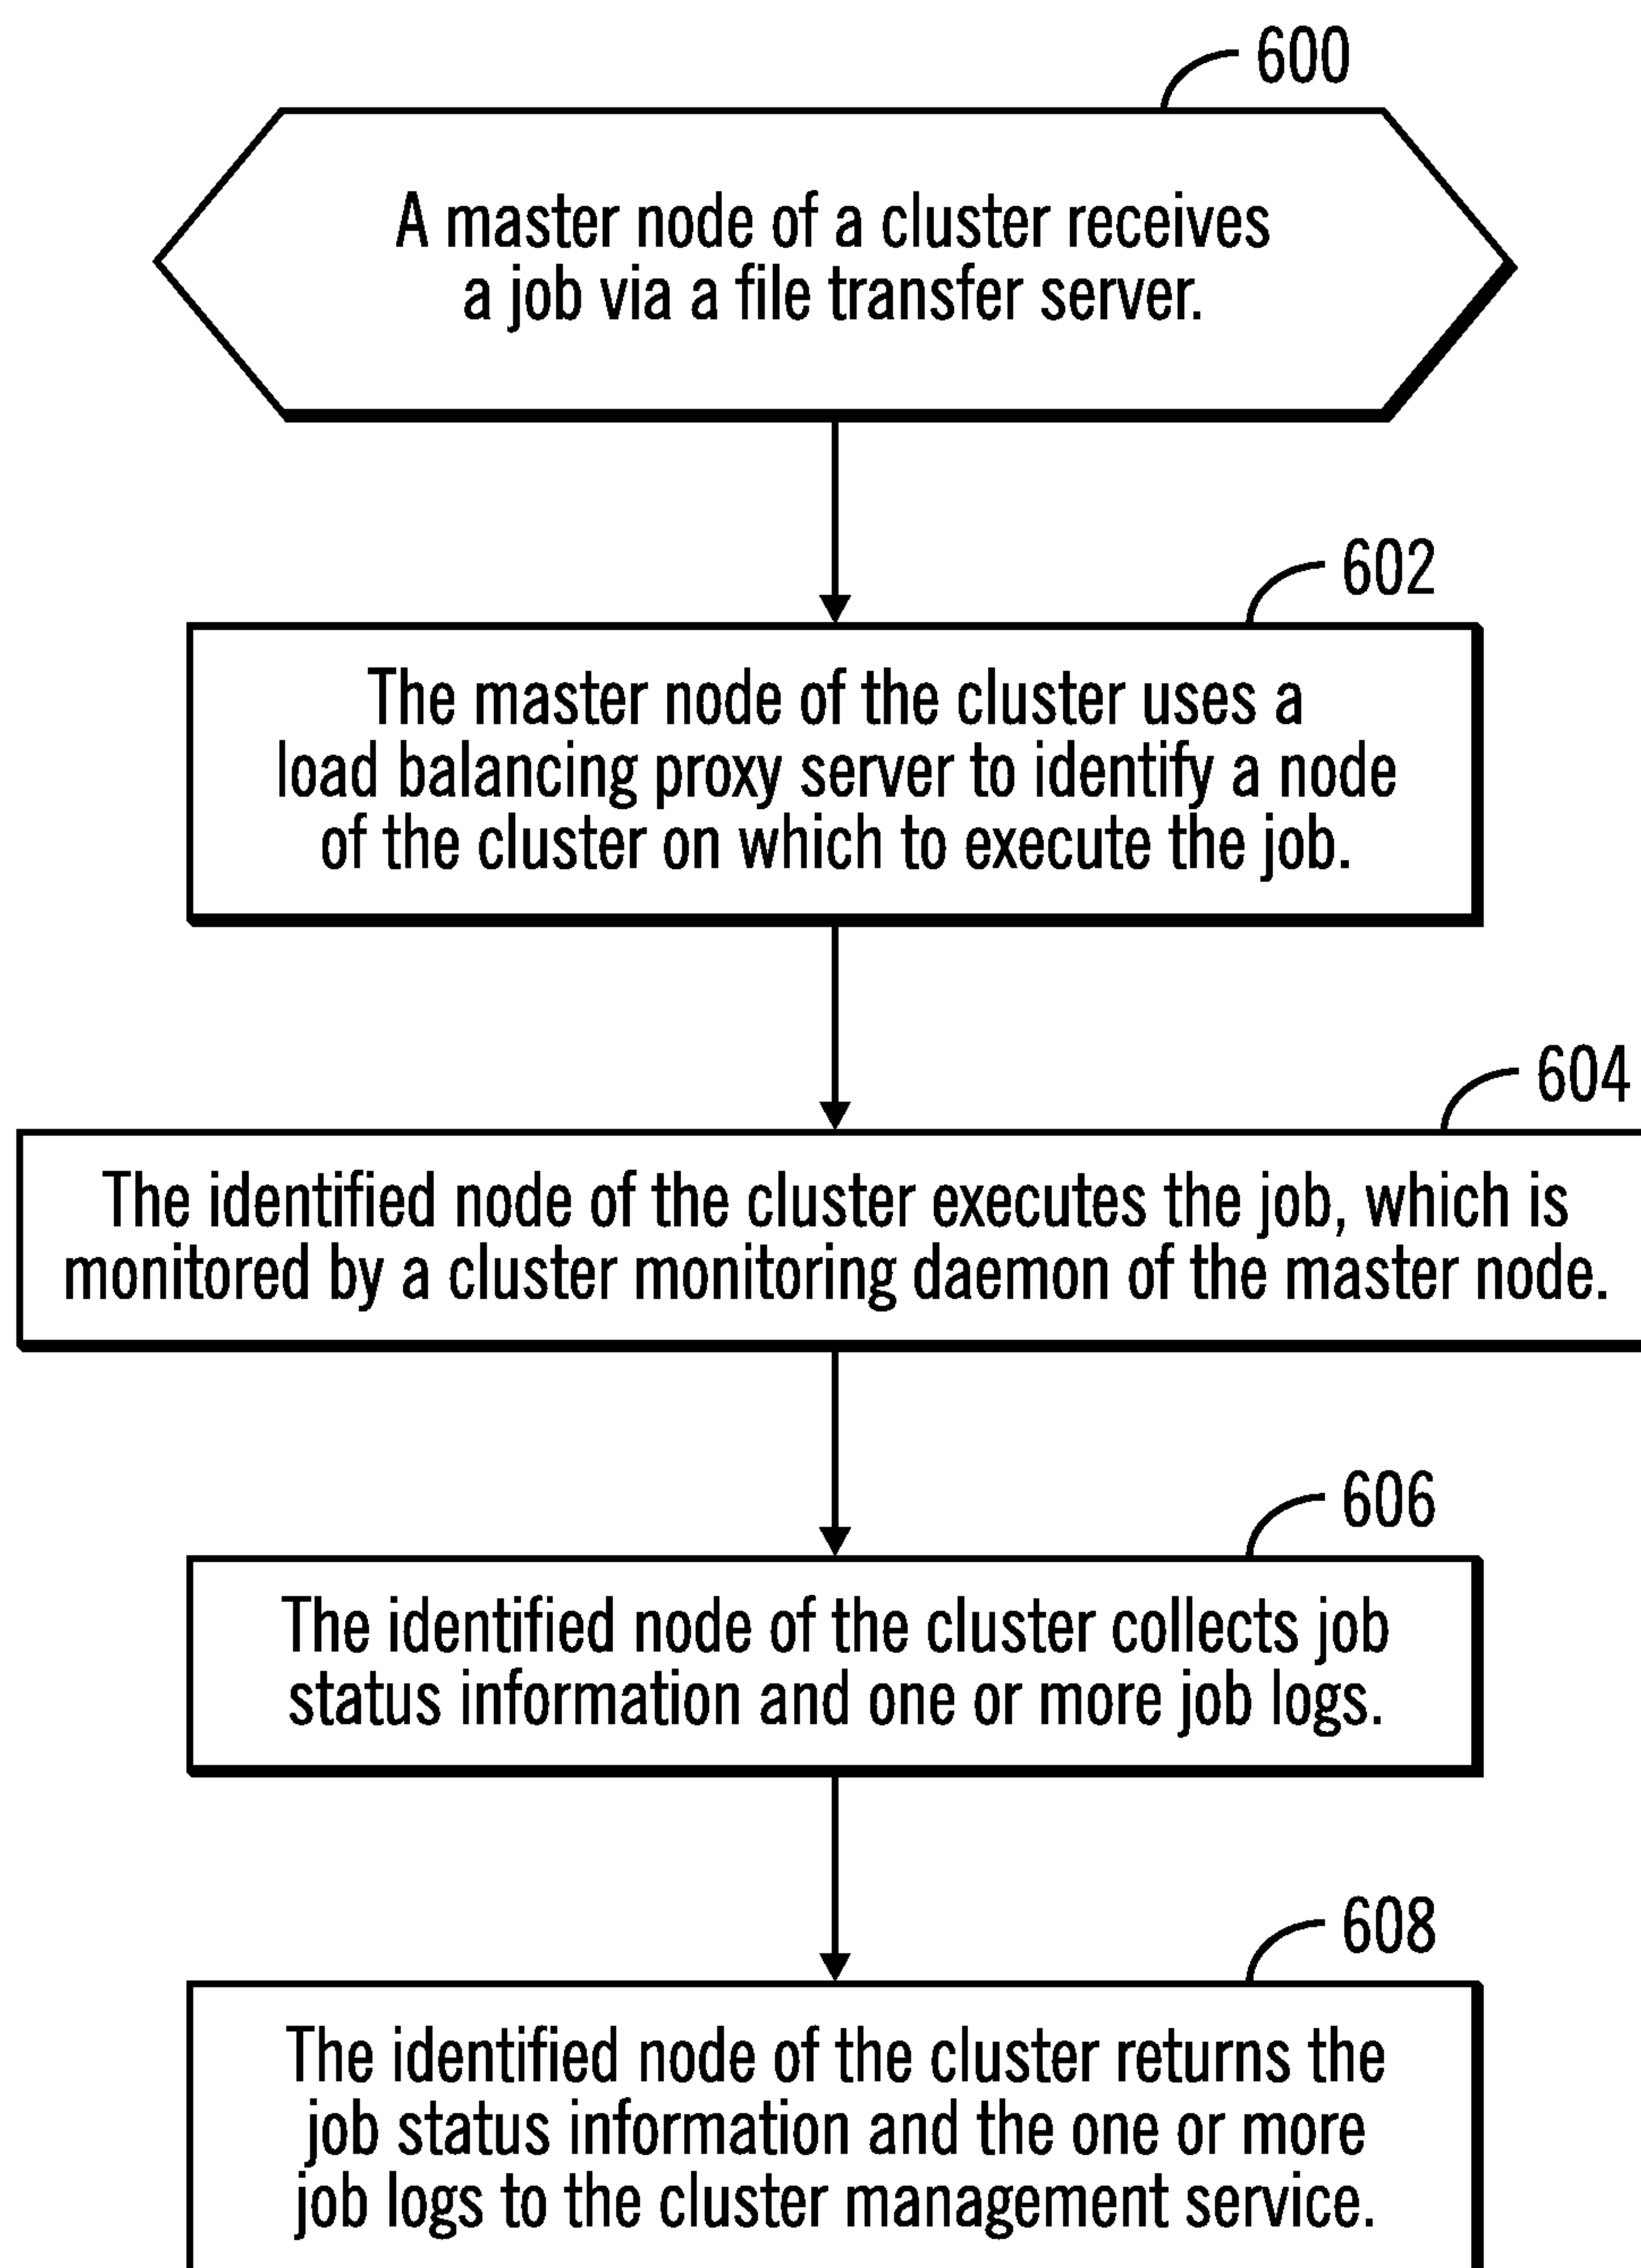 600
A master node of a cluster receives
a job via a file transfer server.
602
The master node of the cluster uses a
load balancing proxy server to identify a node
of the cluster on which to execute the job.
604
The identified node of the cluster executes the job, which is
monitored by a cluster monitoring daemon of the master node.
606
The identified node of the cluster collects job
status information and one or more job logs.
608
The identified node of the cluster returns the
job status information and the one or more
job logs to the cluster management service.